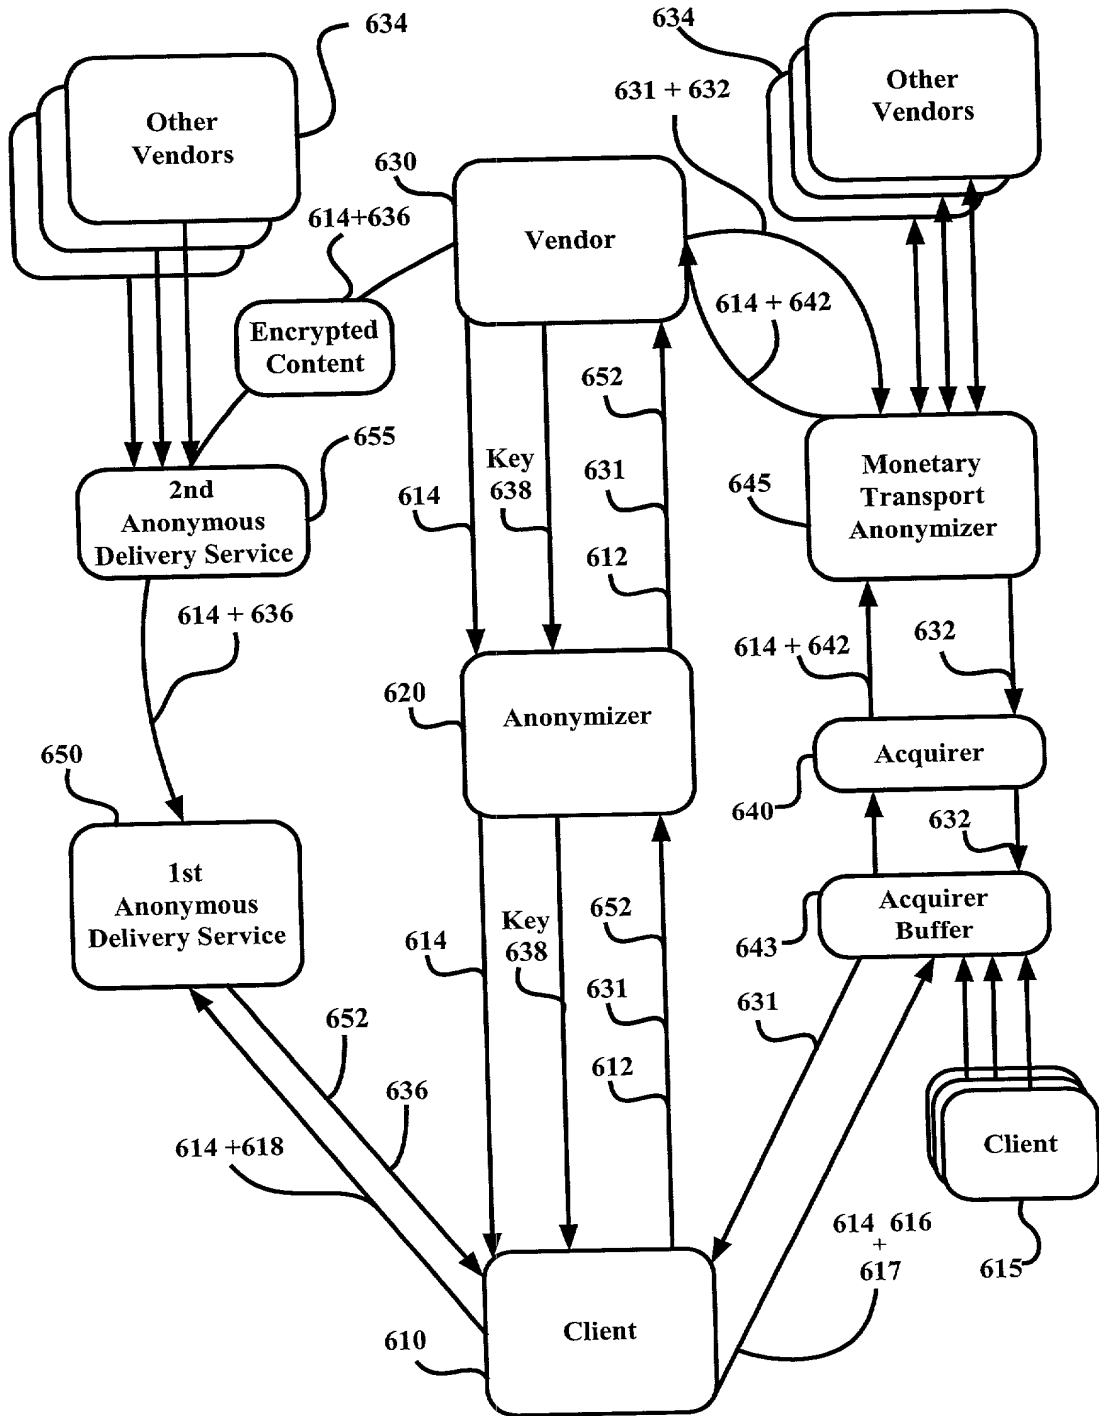 634
634
Other
Vendors
Other
Vendors
631 + 632
630
614+636
Vendor
614 + 642
Encrypted
Content
652
655
Key
638
631
614
645
Monetary
Transport
Anonymizer
2nd
Anonymous
Delivery Service
612
614 + 636
614 + 642
632
620
Anonymizer
650
Acquirer
640
632
1st
Anonymous
Delivery Service
Key
638
652
614
Acquirer
Buffer
643
631
631
652
612
636
614 +618
Client
614 616
+
617
615
610
Client